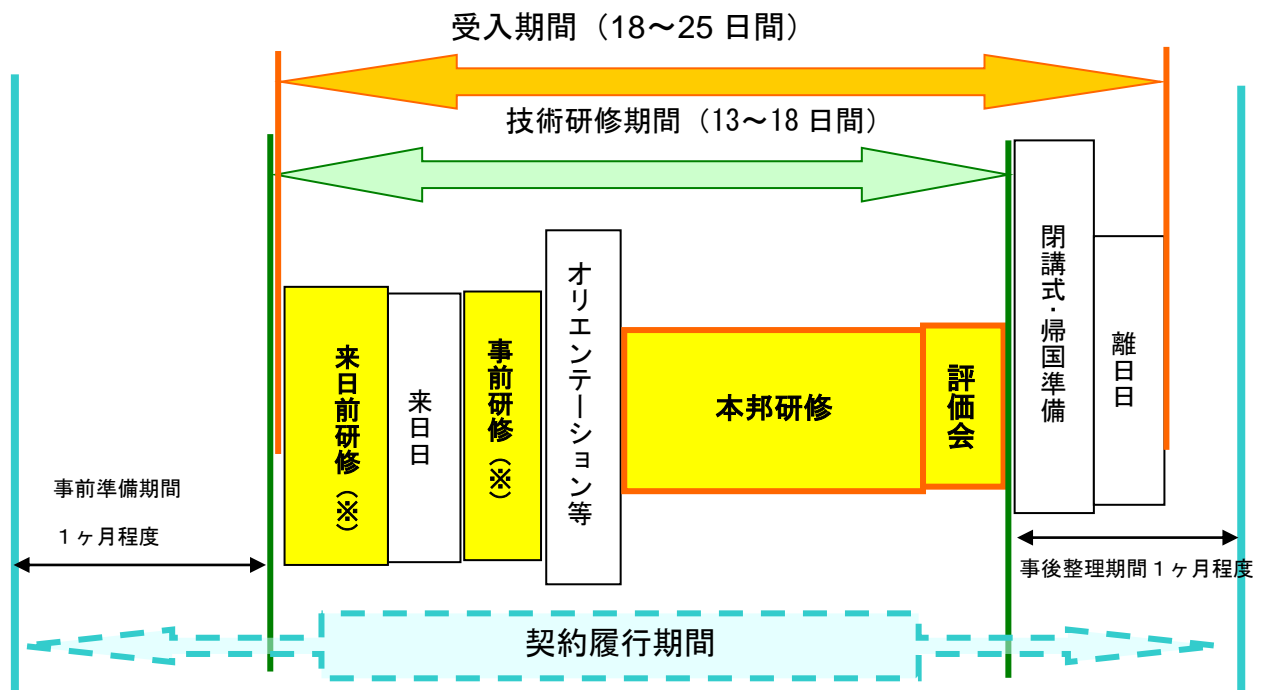 受入期間（18～25 日間）
技術研修期間（13～18 日間）
来日前研修（※）
来日日
事前研修（※）
オリエンテーション等
本邦研修
評価会
閉講式・帰国準備
離日日
事前準備期間
１ヶ月程度
事後整理期間１ヶ月程度
契約履行期間